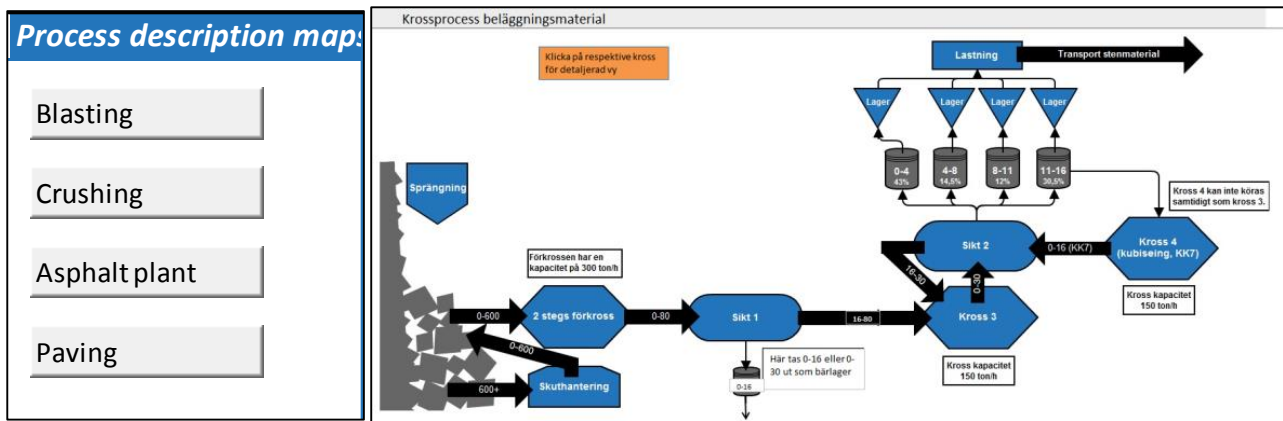 Process description maps
Blasting
Crushing
Asphalt plant
Paving
Krossprocess beläggningsmaterial
Klicka på respektive kross
för detaljerad vy
Lastning
Transport stenmaterial
Lager
Lager
Lager
Lager
0-4
43%
4-8
14,5%
8-11
12%
11-16
30,5%
Sprängning
Kross 4 kan inte köras
samtidigt som kross 3.
Sikt 2
0-16 (KK7)
Kross 4
(kubiseing, KK7)
Förkrossen har en
kapacitet på 300 ton/h
16-30
0-30
Kross kapacitet
150 ton/h
0-600
2 stegs förkross
0-80
Sikt 1
16-80
Kross 3
0-600
Här tas 0-16 eller 0-
30 ut som bärlager
Kross kapacitet
150 ton/h
600+
Skuthantering
0-16